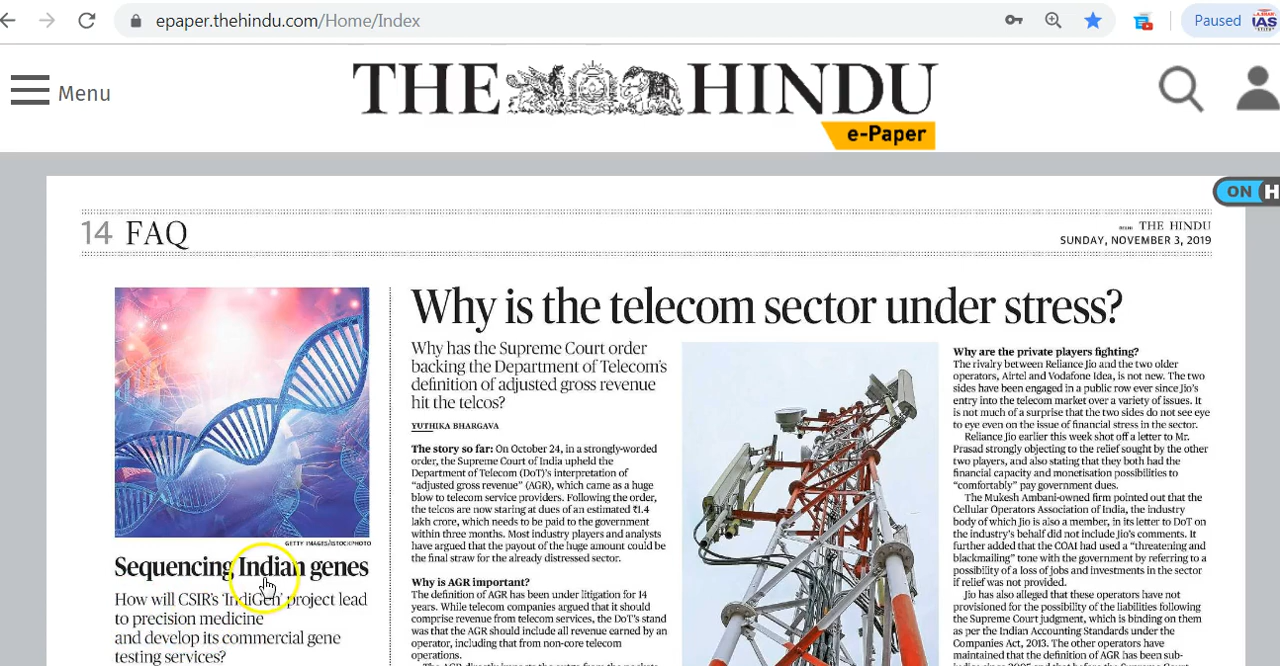 epaper.thehindu.com/Home/Index
Paused
IAS
Menu
THE HINDU
e-Paper
ON H
14 FAQ
THE HINDU
SUNDAY, NOVEMBER 3, 2019
GETTY IMAGES/ISTOCKPHOTO
Sequencing Indian genes
How will CSIR's 'IndiGen' project lead
to precision medicine
and develop its commercial gene
testing services?
Why is the telecom sector under stress?
Why has the Supreme Court order
backing the Department of Telecom's
definition of adjusted gross revenue
hit the telcos?
YUTHIKA BHARGAVA
The story so far: On October 24, in a strongly-worded
order, the Supreme Court of India upheld the
Department of Telecom (DoT)'s interpretation of
“adjusted gross revenue” (AGR), which came as a huge
blow to telecom service providers. Following the order,
the telcos are now staring at dues of an estimated ₹1.4
lakh crore, which needs to be paid to the government
within three months. Most industry players and analysts
have argued that the payout of the huge amount could be
the final straw for the already distressed sector.
Why is AGR important?
The definition of AGR has been under litigation for 14
years. While telecom companies argued that it should
comprise revenue from telecom services, the DoT's stand
was that the AGR should include all revenue earned by an
operator, including that from non-core telecom
operations.
Why are the private players fighting?
The rivalry between Reliance Jio and the two older
operators, Airtel and Vodafone Idea, is not new. The two
sides have been engaged in a public row ever since Jio's
entry into the telecom market over a variety of issues. It
is not much of a surprise that the two sides do not see eye
to eye even on the issue of financial stress in the sector.
Reliance Jio earlier this week shot off a letter to Mr.
Prasad strongly objecting to the relief sought by the other
two players, and also stating that they both had the
financial capacity and monetisation possibilities to
“comfortably” pay government dues.
The Mukesh Ambani-owned firm pointed out that the
Cellular Operators Association of India, the industry
body of which Jio is also a member, in its letter to DoT on
the industry's behalf did not include Jio's comments. It
further added that the COAI had used a “threatening and
blackmailing” tone with the government by referring to a
possibility of a loss of jobs and investments in the sector
if relief was not provided.
Jio has also alleged that these operators have not
provisioned for the possibility of the liabilities following
the Supreme Court judgment, which is binding on them
as per the Indian Accounting Standards under the
Companies Act, 2013. The other operators have
maintained that the definition of AGR has been sub-